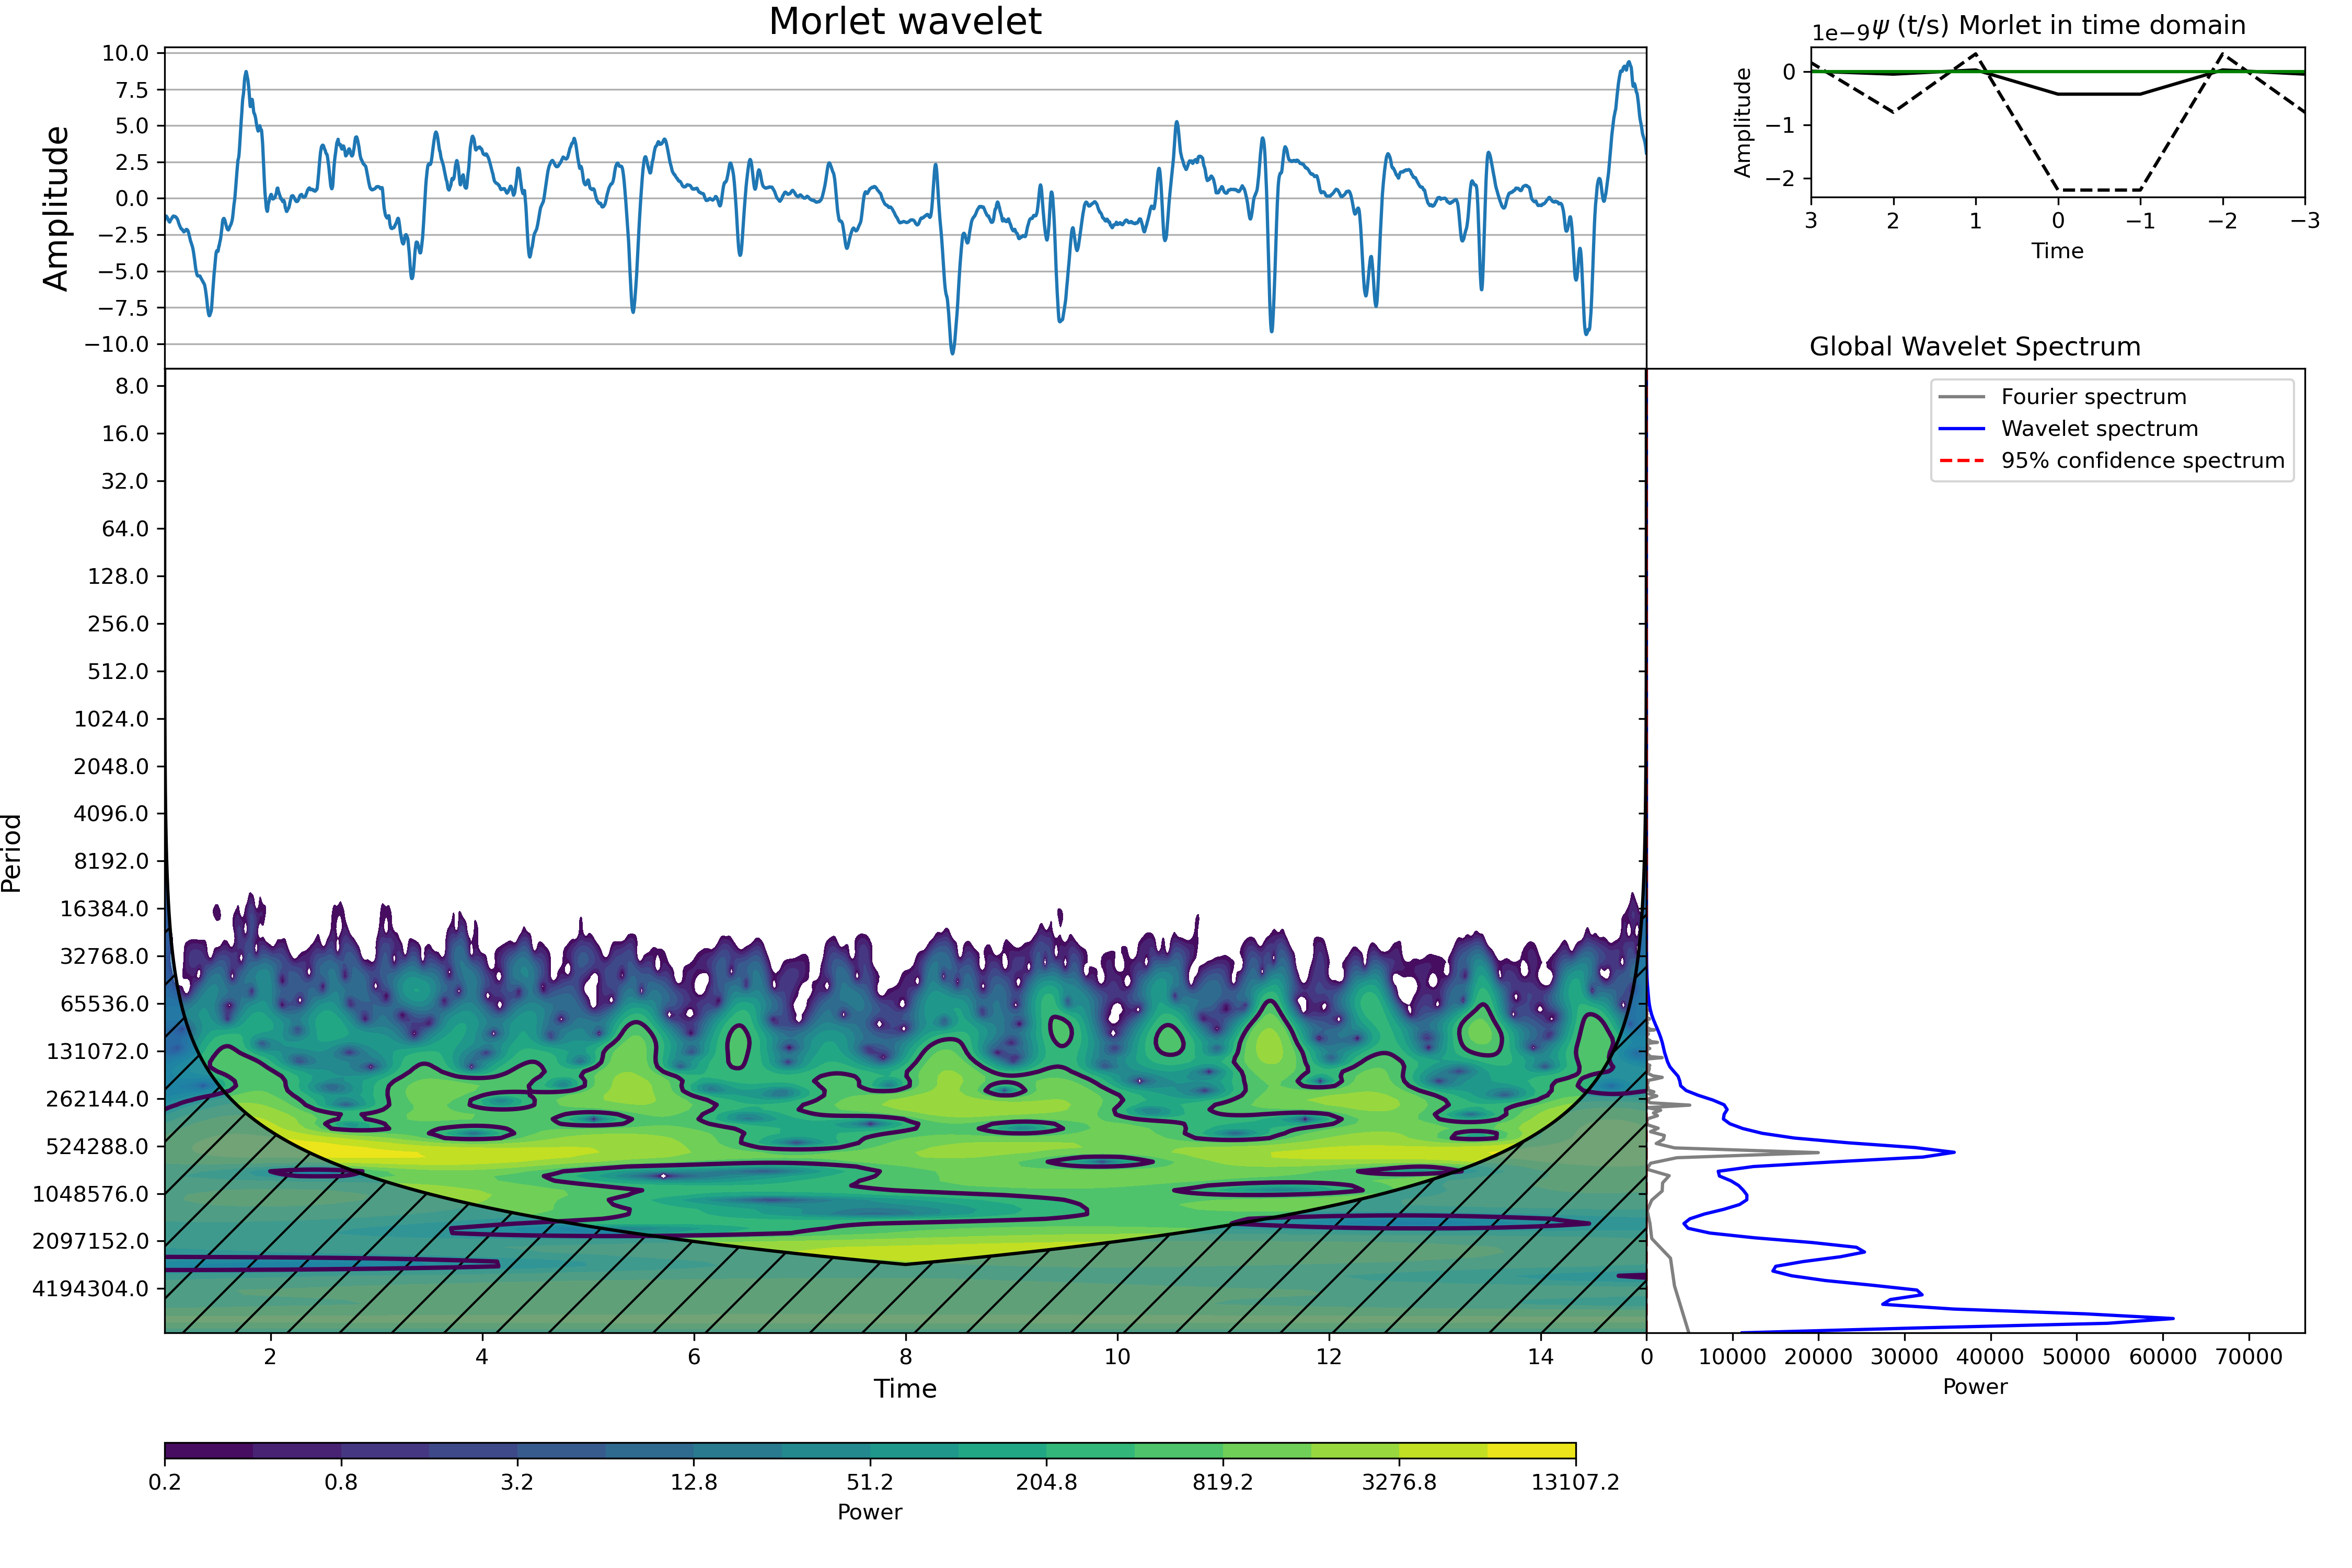 Morlet wavelet
10.0
7.5
5.0
2.5
0.0
−2.5
−5.0
−7.5
−10.0
Amplitude
1e−9
ψ (t/s) Morlet in time domain
0
−1
−2
Amplitude
3 2 1 0 −1 −2 −3
Time
Global Wavelet Spectrum
Fourier spectrum
Wavelet spectrum
95% confidence spectrum
8.0
16.0
32.0
64.0
128.0
256.0
512.0
1024.0
2048.0
4096.0
8192.0
16384.0
32768.0
65536.0
131072.0
262144.0
524288.0
1048576.0
2097152.0
4194304.0
Period
2 4 6 8 10 12 14
Time
0 10000 20000 30000 40000 50000 60000 70000
Power
0.2 0.8 3.2 12.8 51.2 204.8 819.2 3276.8 13107.2
Power